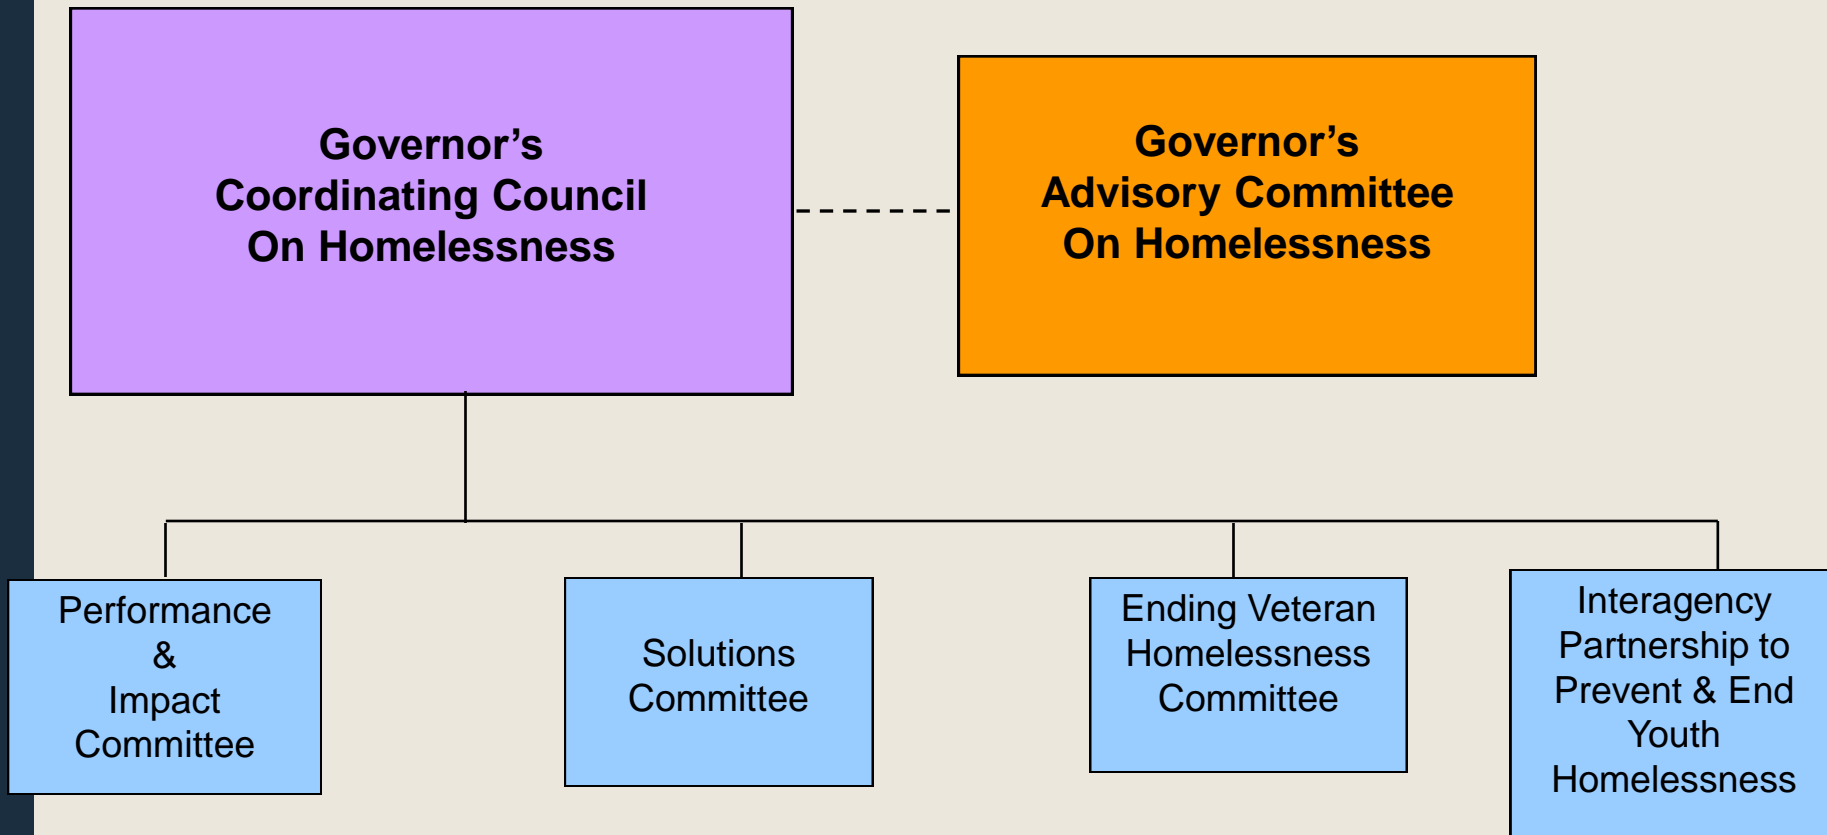 Governor’s
Coordinating Council
On Homelessness
Governor’s
Advisory Committee
On Homelessness
Performance
&
Impact
Committee
Solutions
Committee
Ending Veteran
Homelessness
Committee
Interagency
Partnership to
Prevent & End
Youth
Homelessness